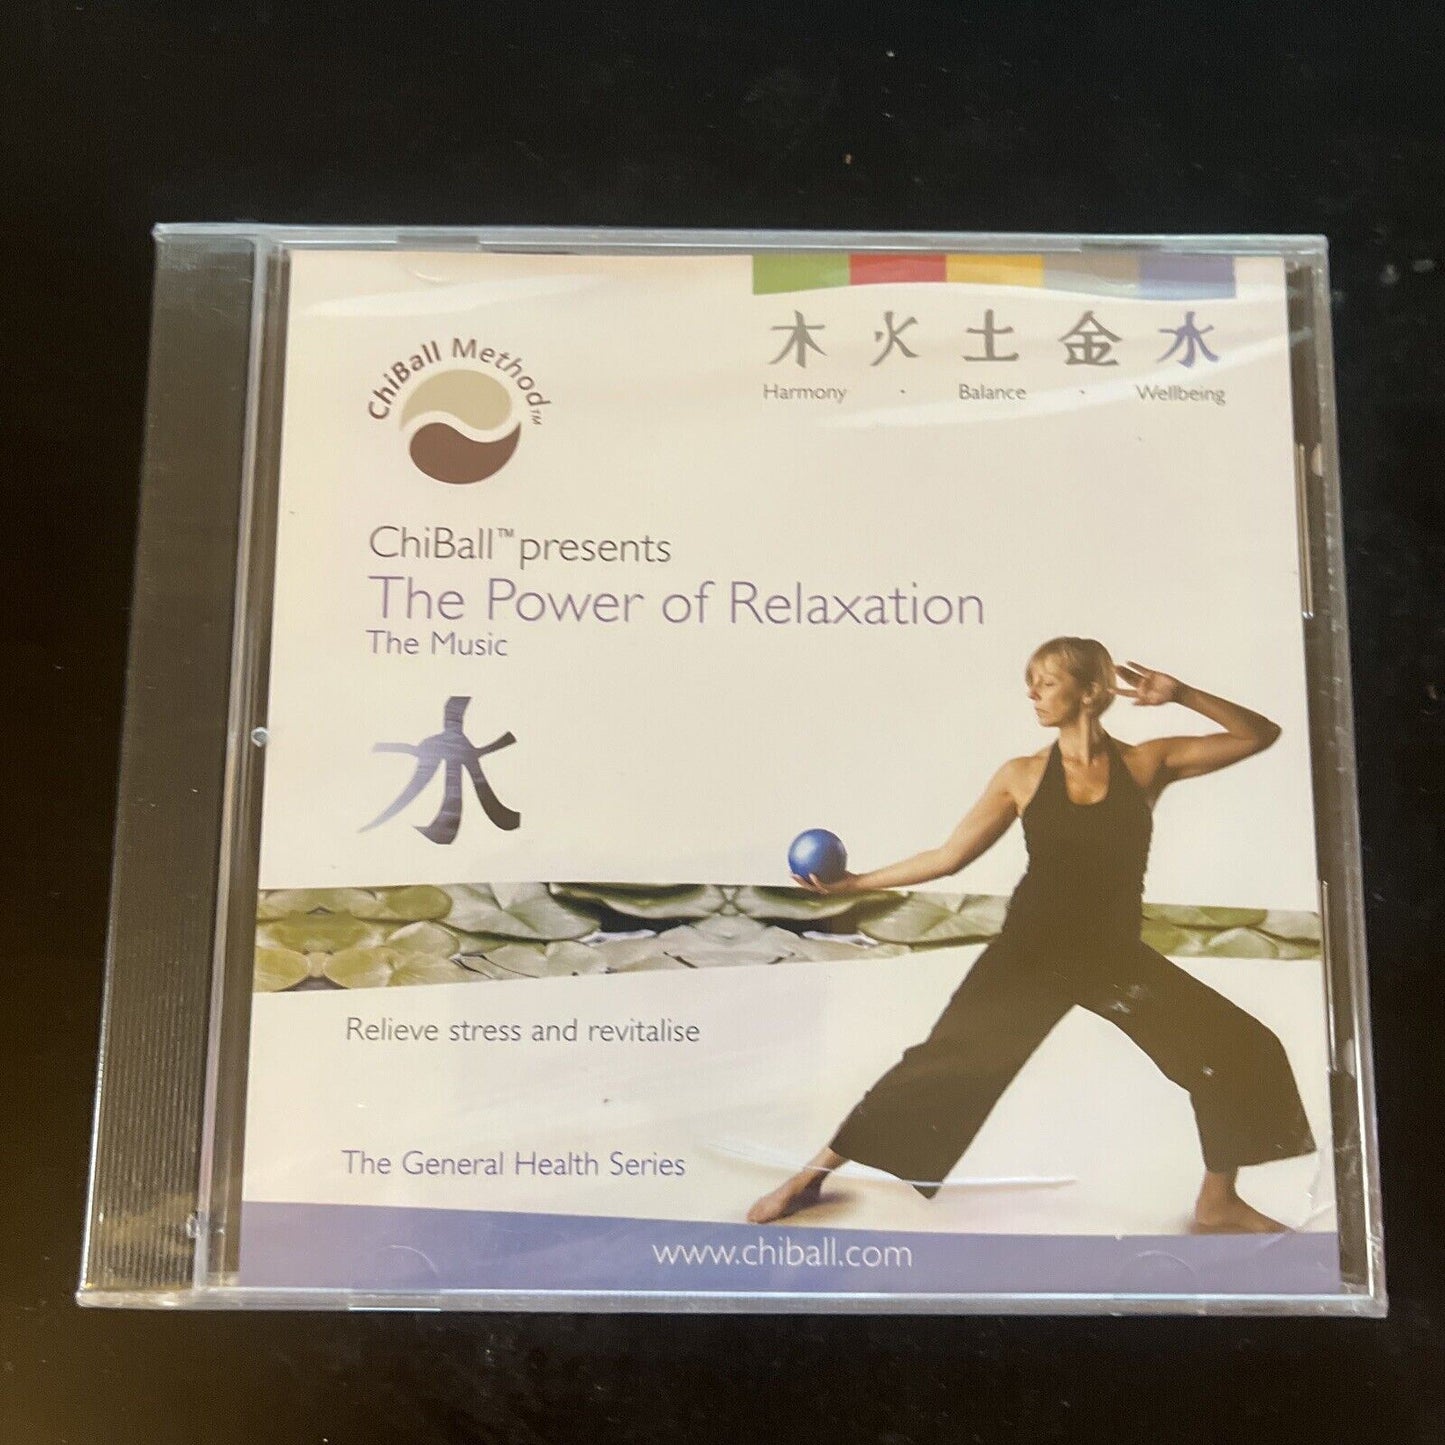 ChiBall Method™
木 火 土 金 水
Harmony · Balance · Wellbeing
ChiBall™ presents
The Power of Relaxation
The Music
水
Relieve stress and revitalise
The General Health Series
www.chiball.com